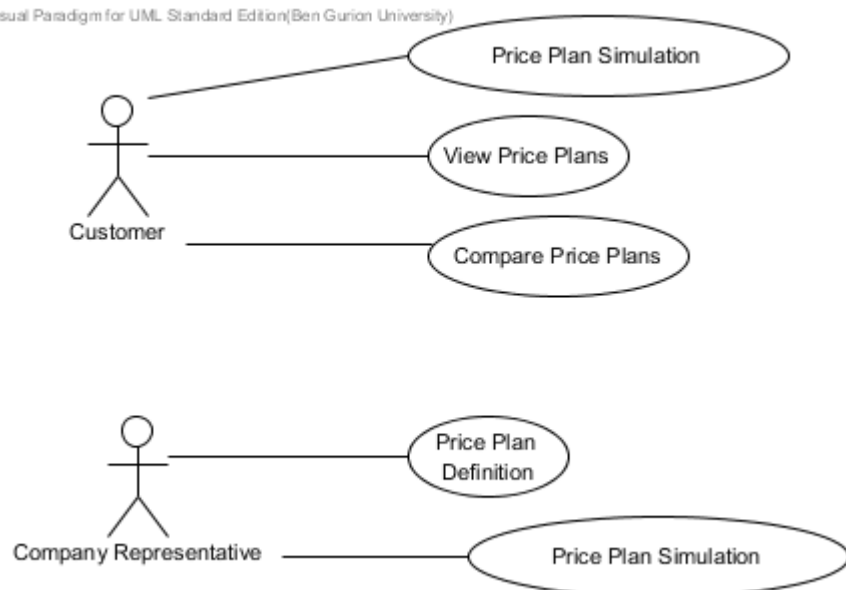 sual Paradigm for UML Standard Edition(Ben Gurion University)
Price Plan Simulation
View Price Plans
Customer
Compare Price Plans
Price Plan
Definition
Company Representative
Price Plan Simulation